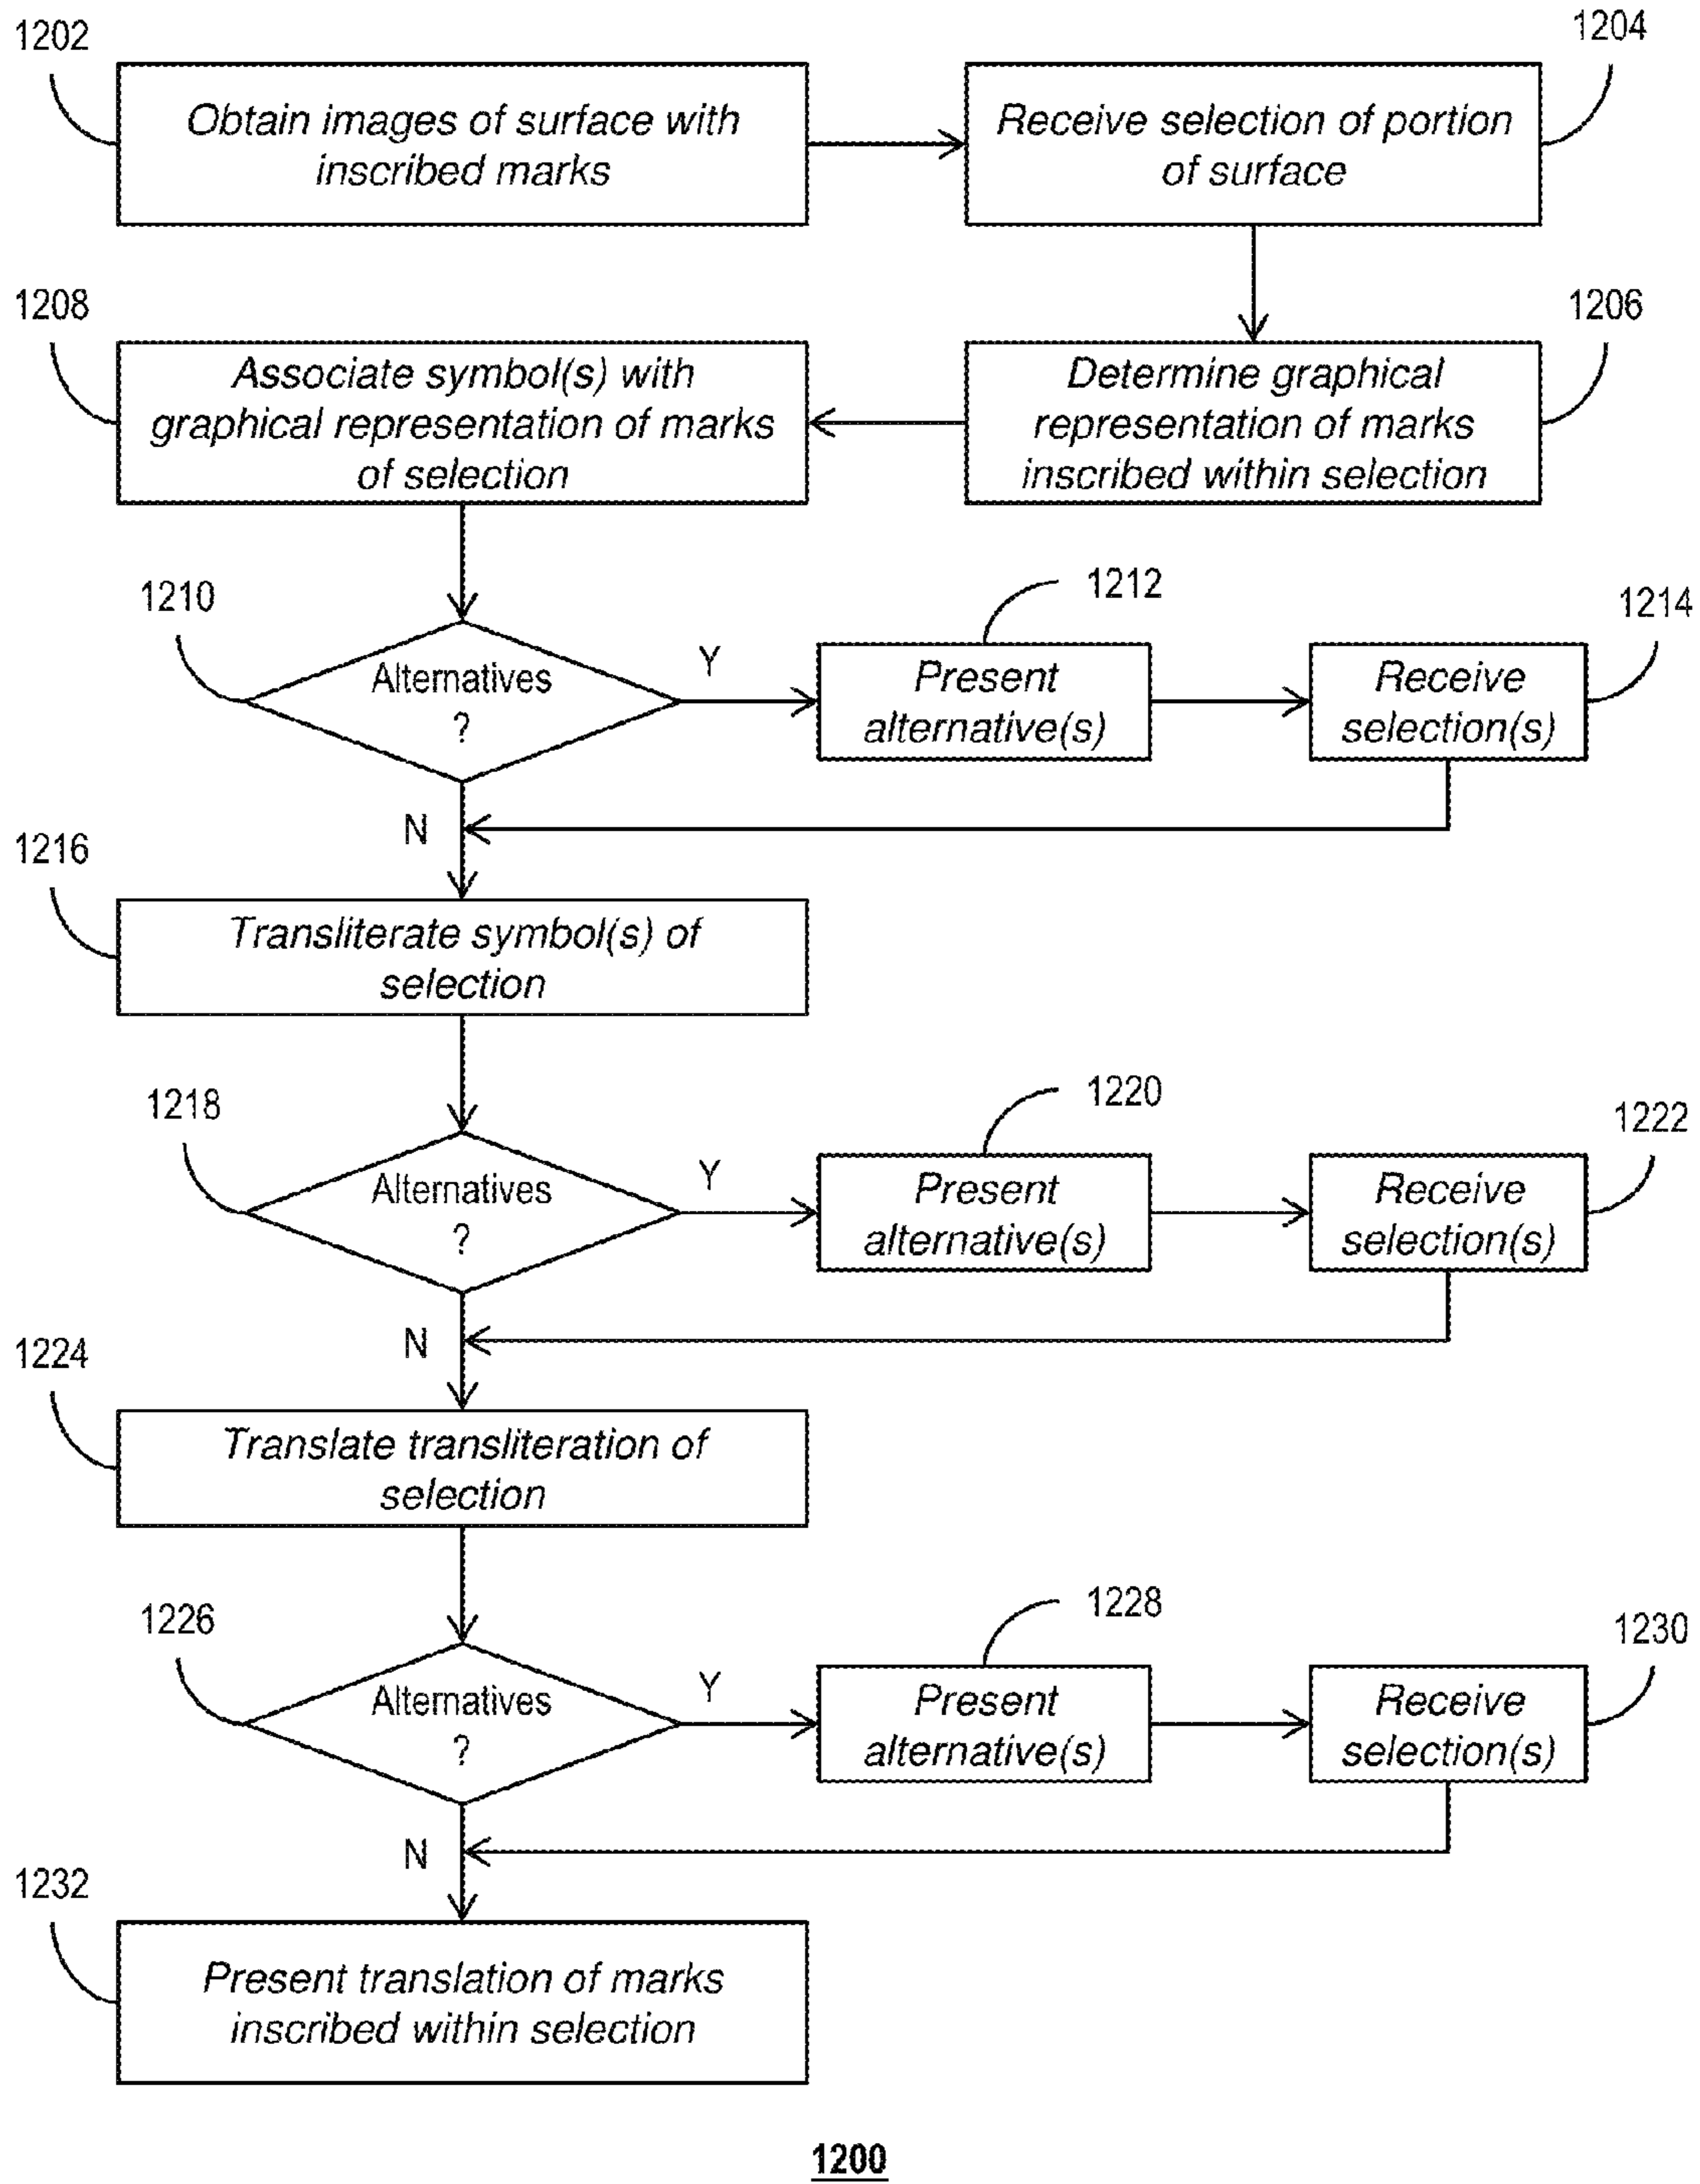 1202
1204
Obtain images of surface with
inscribed marks
Receive selection of portion
of surface
1208
1206
Associate symbol(s) with
graphical representation of marks
of selection
Determine graphical
representation of marks
inscribed within selection
1210
1212
1214
Alternatives
?
Y
Present
alternative(s)
Receive
selection(s)
N
1216
Transliterate symbol(s) of
selection
1218
1220
1222
Alternatives
?
Y
Present
alternative(s)
Receive
selection(s)
N
1224
Translate transliteration of
selection
1226
1228
1230
Alternatives
?
Y
Present
alternative(s)
Receive
selection(s)
N
1232
Present translation of marks
inscribed within selection
1200